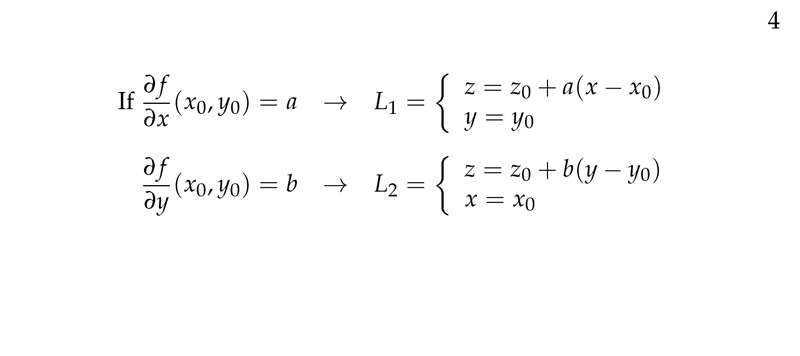 4
If ∂f/∂x (x₀, y₀) = a → L₁ = { z = z₀ + a(x − x₀)
y = y₀
∂f/∂y (x₀, y₀) = b → L₂ = { z = z₀ + b(y − y₀)
x = x₀